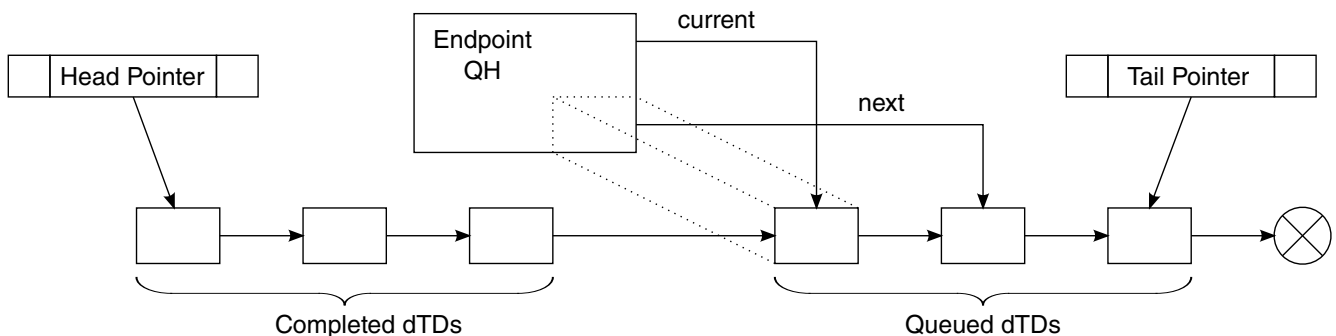 current
Endpoint
QH
Head Pointer
Tail Pointer
next
Completed dTDs
Queued dTDs